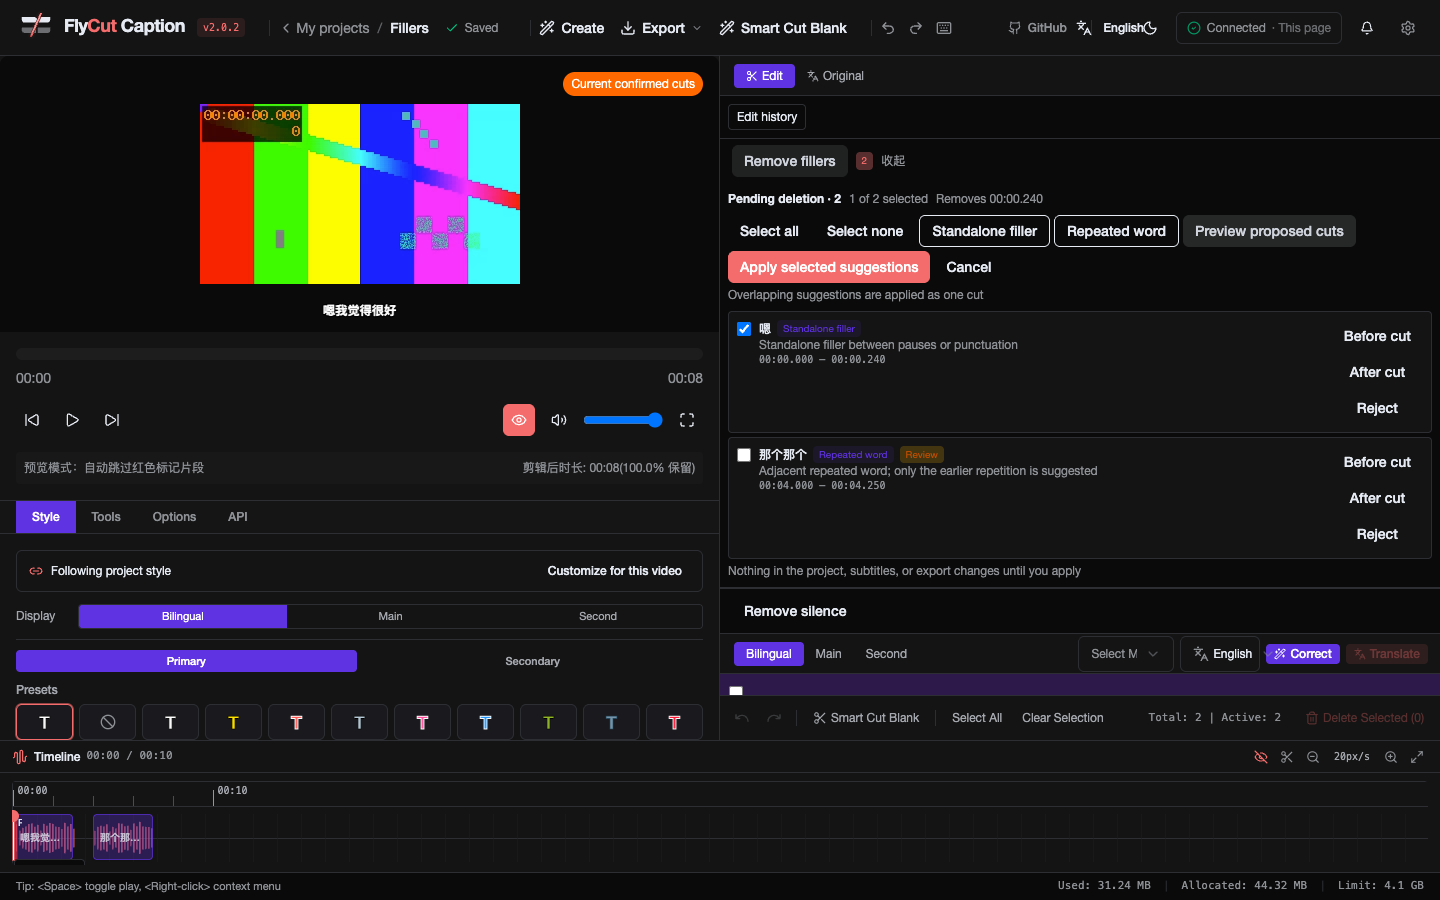 FlyCut Caption v2.0.2 My projects / Fillers Saved Create Export Smart Cut Blank GitHub English Connected · This page
Current confirmed cuts
00:00:00.000
0
嗯我觉得很好
00:00 00:08
预览模式：自动跳过红色标记片段 剪辑后时长: 00:08(100.0% 保留)
Style Tools Options API
Following project style Customize for this video
Display Bilingual Main Second
Primary Secondary
Presets
T T T T T T T T T T
Edit Original
Edit history
Remove fillers 2 收起
Pending deletion · 2 1 of 2 selected Removes 00:00.240
Select all Select none Standalone filler Repeated word Preview proposed cuts
Apply selected suggestions Cancel
Overlapping suggestions are applied as one cut
嗯 Standalone filler
Standalone filler between pauses or punctuation
00:00.000 — 00:00.240
Before cut
After cut
Reject
那个那个 Repeated word Review
Adjacent repeated word; only the earlier repetition is suggested
00:04.000 — 00:04.250
Before cut
After cut
Reject
Nothing in the project, subtitles, or export changes until you apply
Remove silence
Bilingual Main Second Select M English Correct Translate
Smart Cut Blank Select All Clear Selection Total: 2 | Active: 2 Delete Selected (0)
Timeline 00:00 / 00:10 20px/s
00:00 00:10
F
嗯我觉... 那个那...
Tip: <Space> toggle play, <Right-click> context menu Used: 31.24 MB | Allocated: 44.32 MB | Limit: 4.1 GB